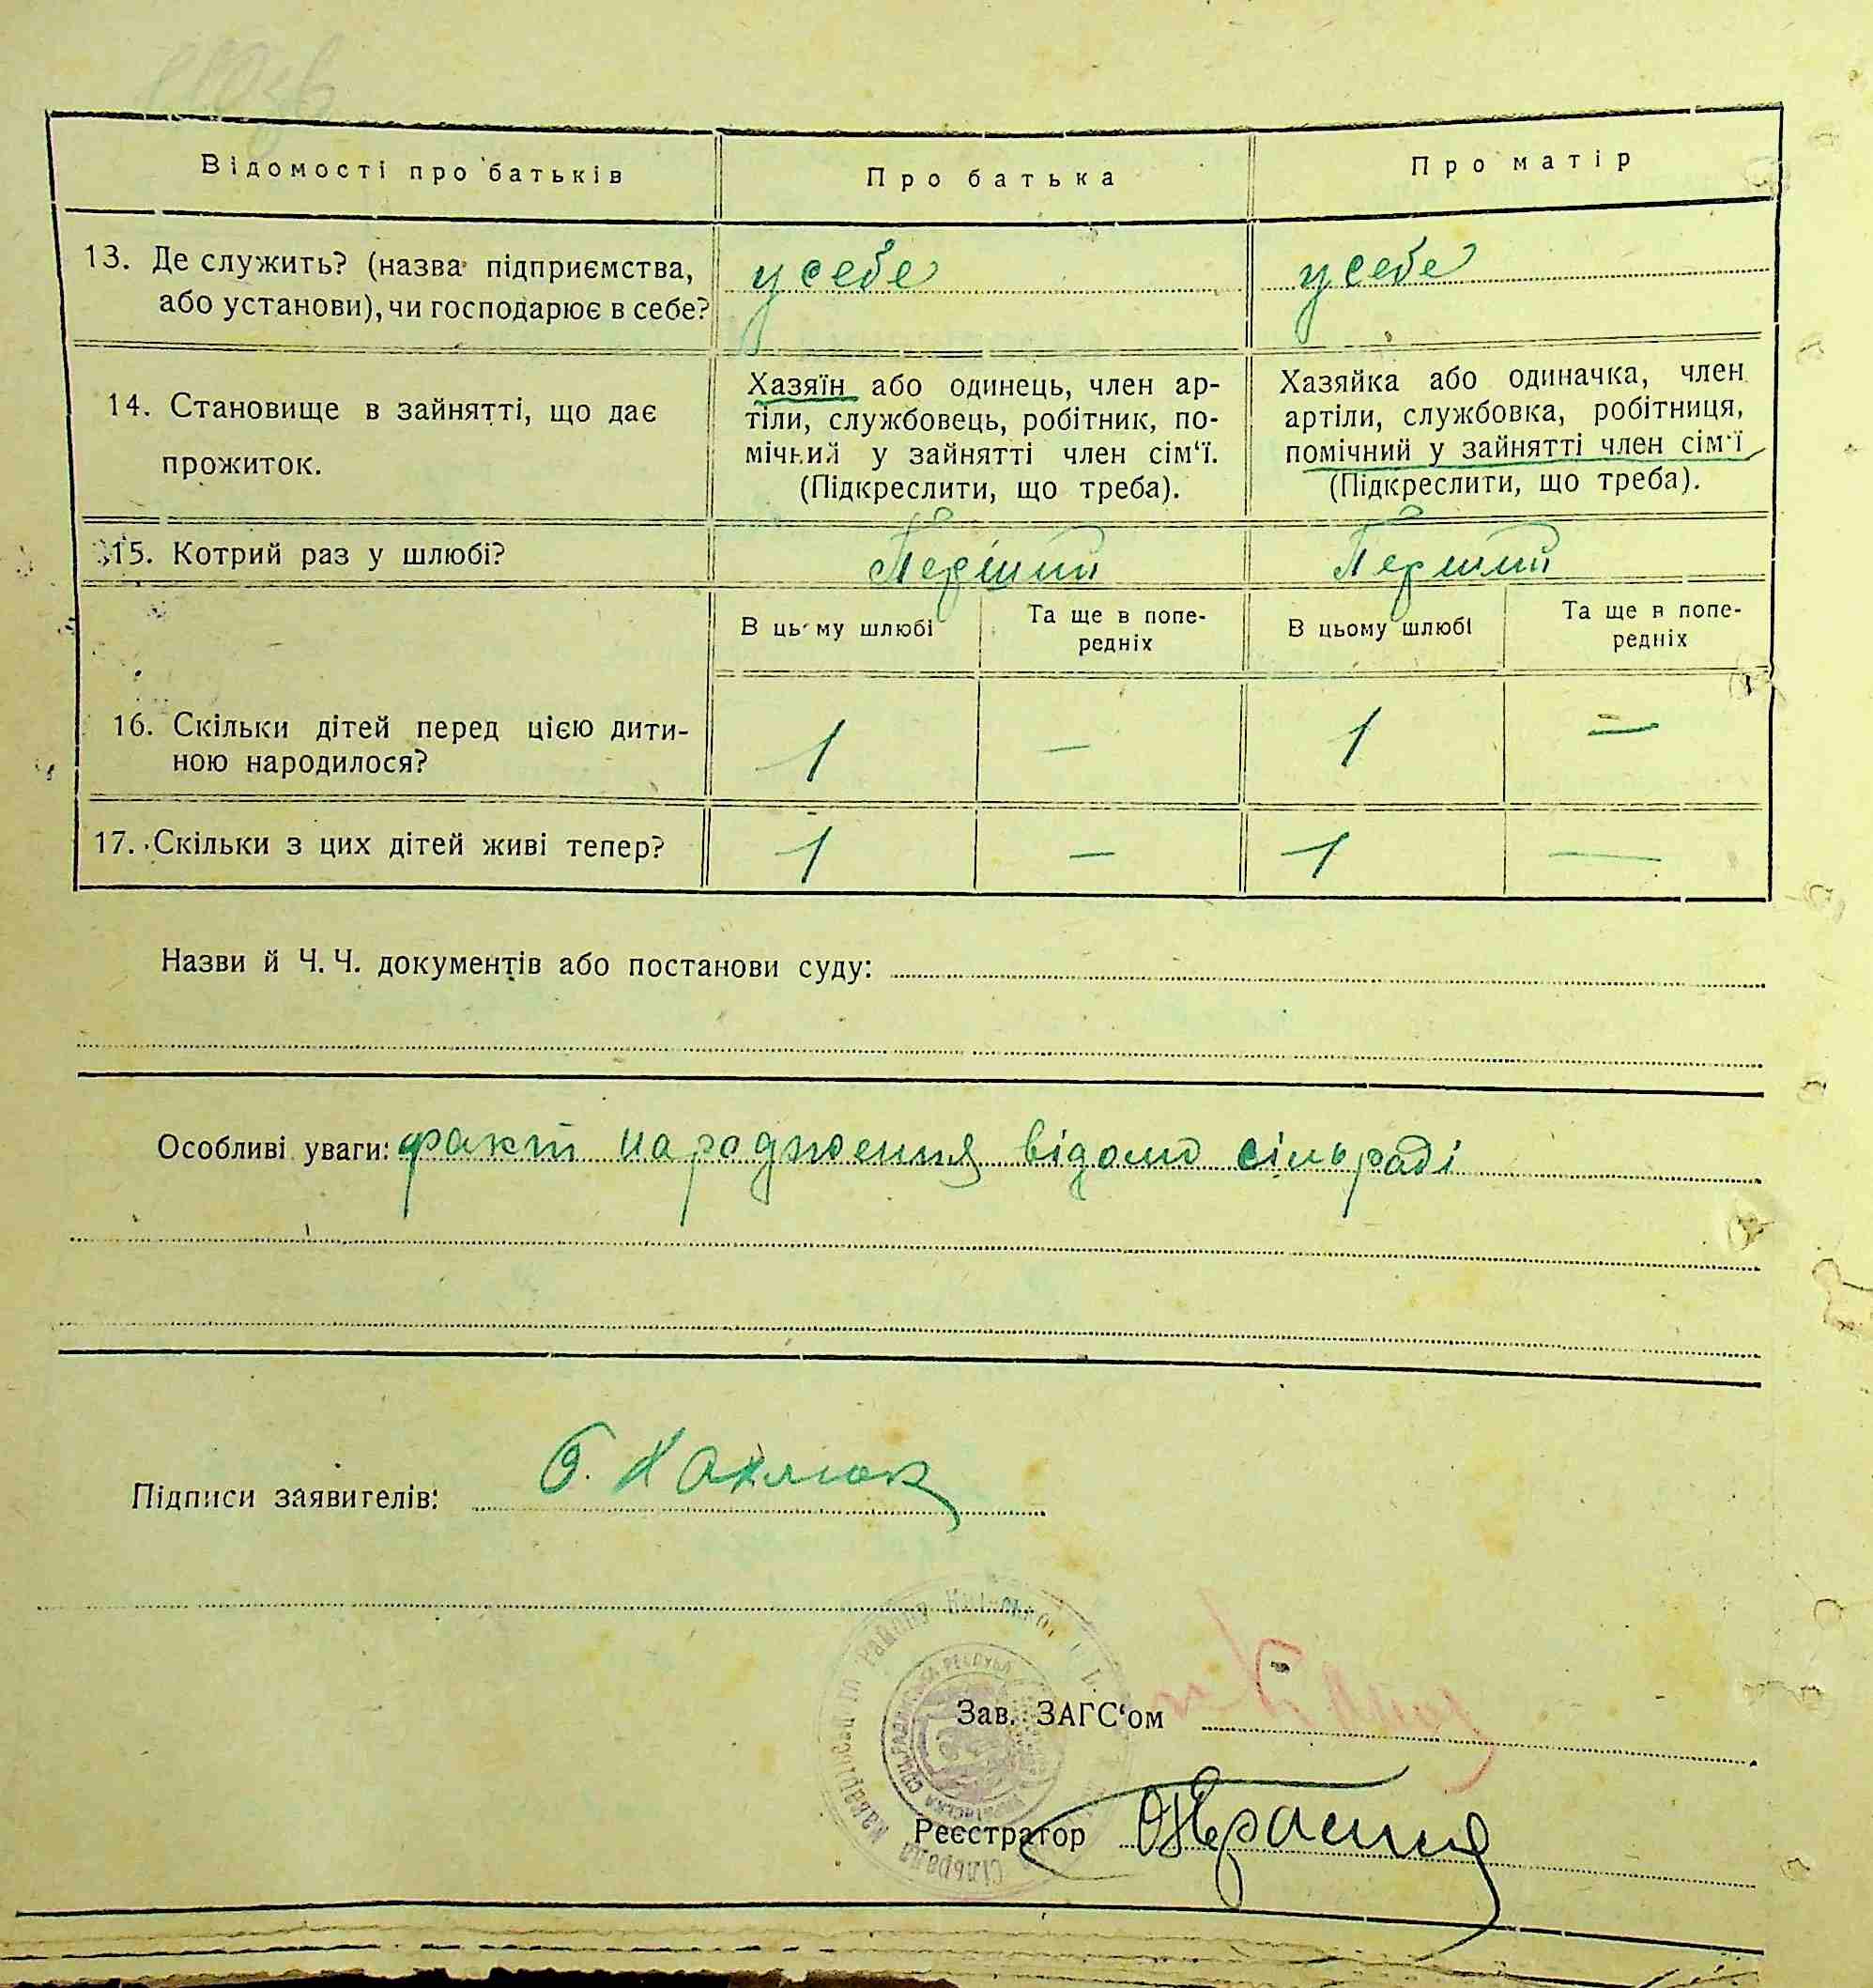 Відомості про батьків
Про батька
Про матір
13. Де служить? (назва підприємства,
або установи), чи господарює в себе?
у себе
у себе
14. Становище в зайнятті, що дає
прожиток.
Хазяїн або одинець, член ар-
тіли, службовець, робітник, по-
мічний у зайнятті член сім‘ї.
(Підкреслити, що треба).
Хазяйка або одиначка, член
артіли, службовка, робітниця,
помічний у зайнятті член сім‘ї
(Підкреслити, що треба).
15. Котрий раз у шлюбі?
Перший
Перший
В цьому шлюбі
Та ще в попе-
редніх
В цьому шлюбі
Та ще в попе-
редніх
16. Скільки дітей перед цією дити-
ною народилося?
1
—
1
—
17. Скільки з цих дітей живі тепер?
1
—
1
—
Назви й Ч. Ч. документів або постанови суду:
Особливі уваги: факт народження відомо сільраді
Підписи заявителів:
Зав. ЗАГС‘ом
Реєстратор